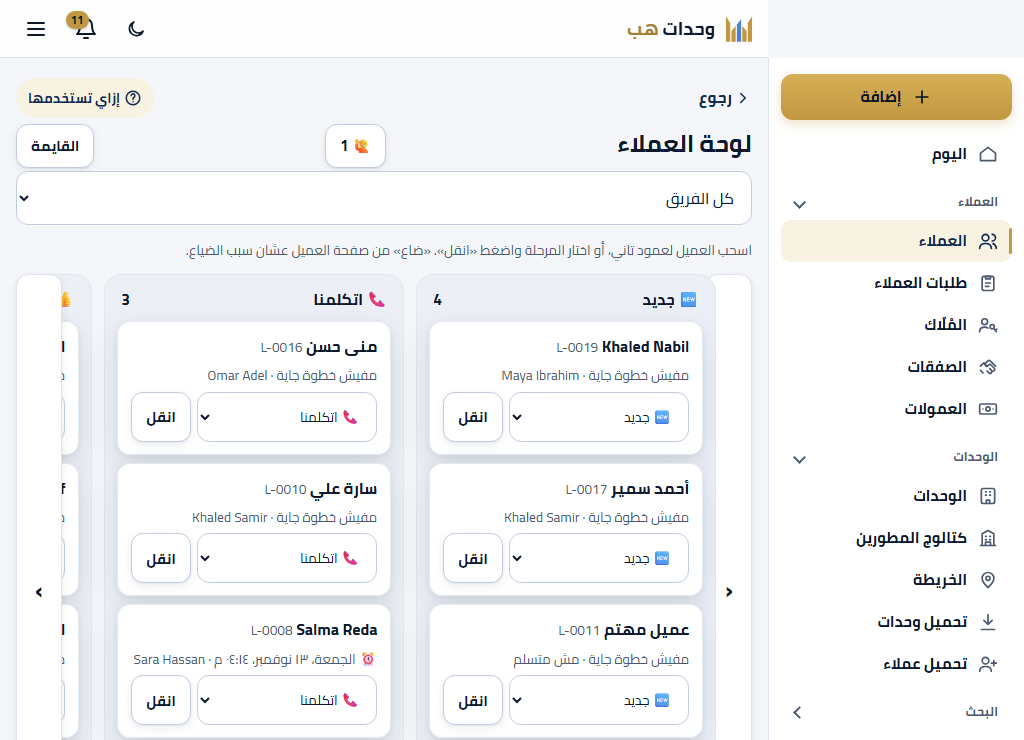 وحدات هب
11
إضافة
اليوم
العملاء
العملاء
طلبات العملاء
المُلّاك
الصفقات
العمولات
الوحدات
الوحدات
كتالوج المطورين
الخريطة
تحميل وحدات
تحميل عملاء
البحث
رجوع
إزاي تستخدمها
لوحة العملاء
🙋 1
القايمة
كل الفريق
اسحب العميل لعمود تاني، أو اختار المرحلة واضغط «انقل». «ضاع» من صفحة العميل عشان سبب الضياع.
🆕 جديد 4
Khaled Nabil L-0019
مفيش خطوة جاية · Maya Ibrahim
🆕 جديد انقل
أحمد سمير L-0017
مفيش خطوة جاية · Khaled Samir
🆕 جديد انقل
عميل مهتم L-0011
مفيش خطوة جاية · مش متسلم
🆕 جديد انقل
📞 اتكلمنا 3
منى حسن L-0016
مفيش خطوة جاية · Omar Adel
📞 اتكلمنا انقل
سارة علي L-0010
مفيش خطوة جاية · Khaled Samir
📞 اتكلمنا انقل
Salma Reda L-0008
⏰ الجمعة، ١٣ نوفمبر، ٠٤:١٤ م · Sara Hassan
📞 اتكلمنا انقل